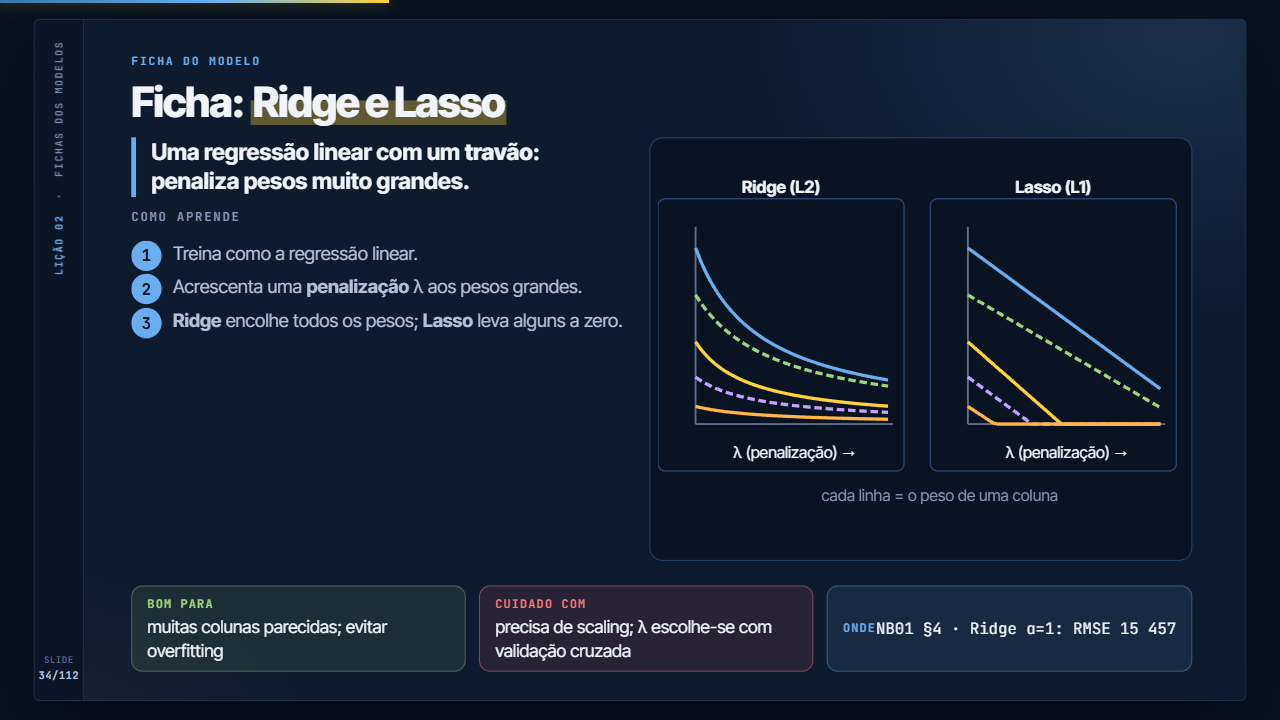 LIÇÃO 02 · FICHAS DOS MODELOS
FICHA DO MODELO
Ficha: Ridge e Lasso
Uma regressão linear com um travão:
penaliza pesos muito grandes.
COMO APRENDE
1 Treina como a regressão linear.
2 Acrescenta uma penalização λ aos pesos grandes.
3 Ridge encolhe todos os pesos; Lasso leva alguns a zero.
Ridge (L2)
λ (penalização) →
Lasso (L1)
λ (penalização) →
cada linha = o peso de uma coluna
BOM PARA
muitas colunas parecidas; evitar
overfitting
CUIDADO COM
precisa de scaling; λ escolhe-se com
validação cruzada
ONDE NB01 §4 · Ridge α=1: RMSE 15 457
SLIDE
34/112